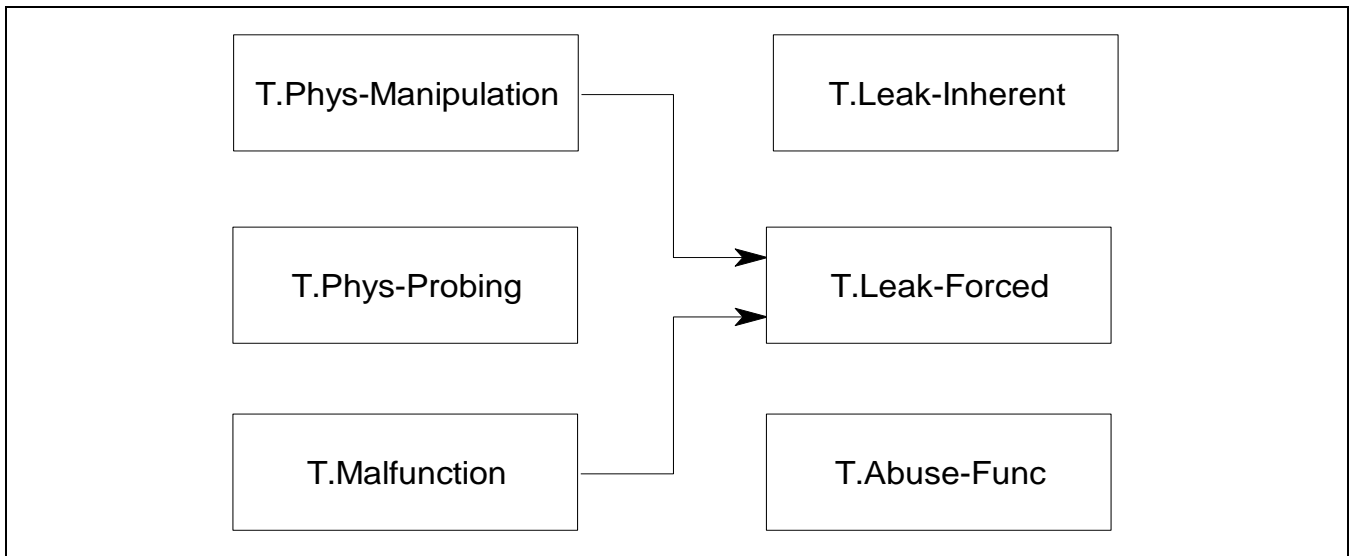 T.Phys-Manipulation
T.Leak-Inherent
T.Phys-Probing
T.Leak-Forced
T.Malfunction
T.Abuse-Func